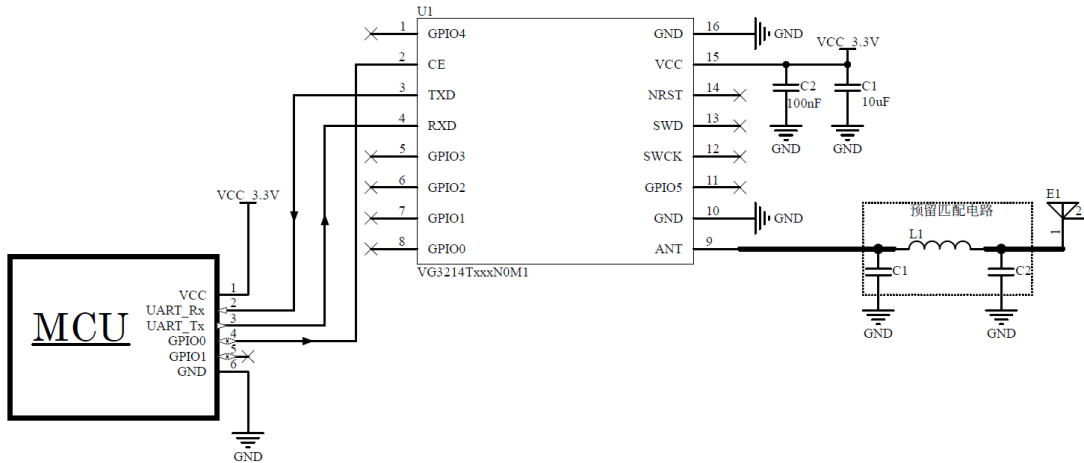 U1
1 GPIO4
2 CE
3 TXD
4 RXD
5 GPIO3
6 GPIO2
7 GPIO1
8 GPIO0
GND 16 GND
VCC 15
NRST 14
SWD 13
SWCK 12
GPIO5 11
GND 10 GND
ANT 9
VG3214TxxxN0M1
VCC_3.3V
C2
100nF
C1
10uF
GND
GND
VCC_3.3V
MCU
VCC 1
UART_Rx 2
UART_Tx 3
GPIO0 4
GPIO1 5
GND 6
GND
预留匹配电路
L1
C1
C2
GND
GND
E1
1
2